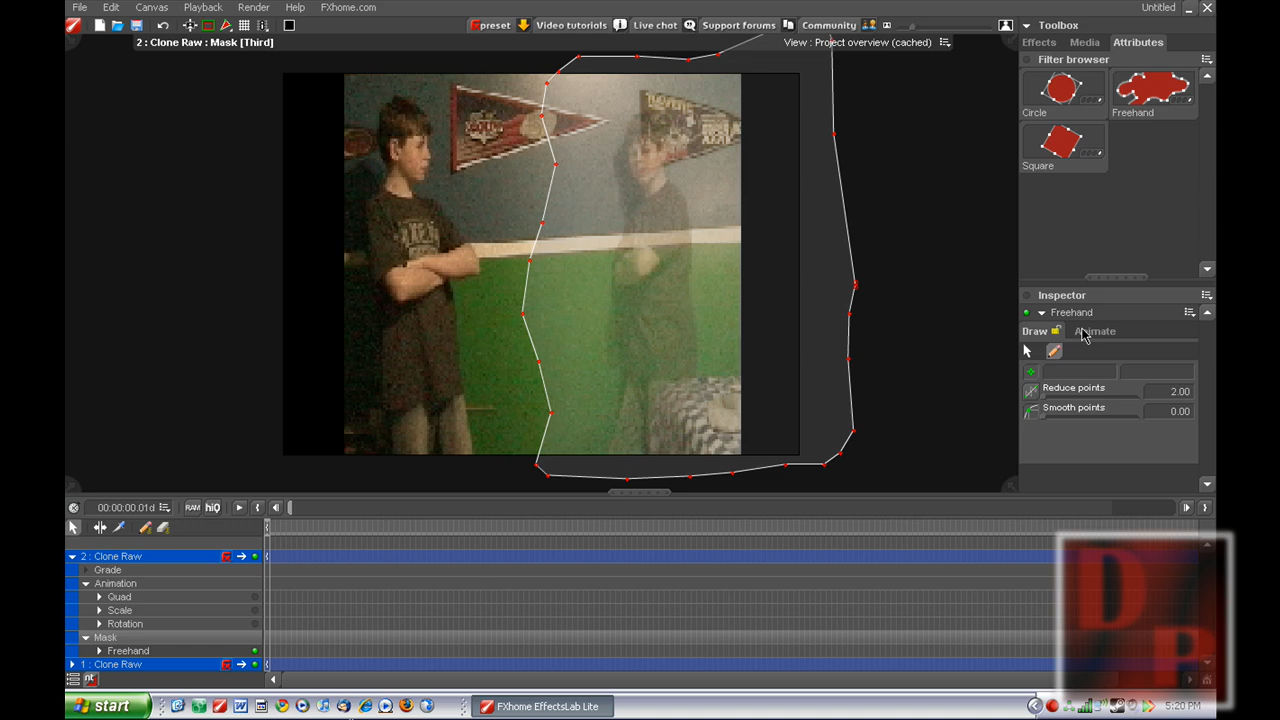 File Edit Canvas Playback Render Help FXhome.com Untitled
preset Video tutorials Live chat Support forums Community Toolbox
2 : Clone Raw : Mask [Third] View : Project overview (cached) Effects Media Attributes
Filter browser
Circle Freehand
Square
Inspector
Freehand
Draw Animate
Reduce points 2.00
Smooth points 0.00
00:00:00.01d RAM hiQ
2 : Clone Raw
Grade
Animation
Quad
Scale
Rotation
Mask
Freehand
1 : Clone Raw
nt
D
P
start FXhome EffectsLab Lite 5:20 PM